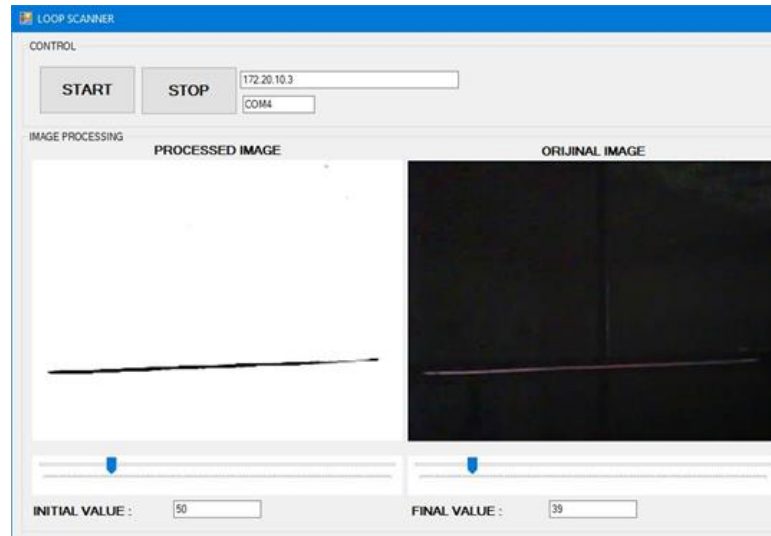 LOOP SCANNER
CONTROL
START
STOP
172.20.10.3
COM4
IMAGE PROCESSING
PROCESSED IMAGE
ORIJINAL IMAGE
INITIAL VALUE :
50
FINAL VALUE :
39